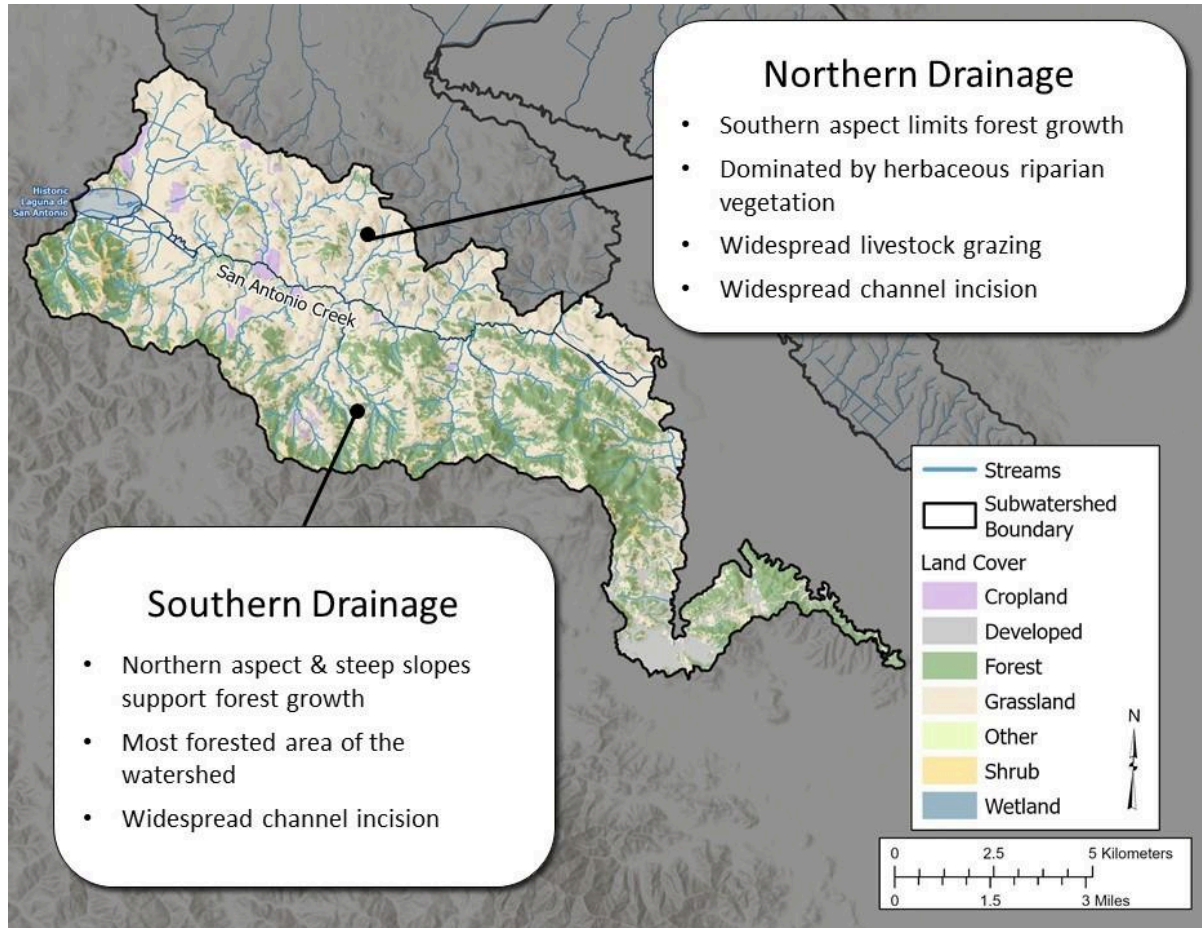 Northern Drainage
• Southern aspect limits forest growth
• Dominated by herbaceous riparian
vegetation
• Widespread livestock grazing
• Widespread channel incision
Historic
Laguna de
San Antonio
San Antonio Creek
Southern Drainage
• Northern aspect & steep slopes
support forest growth
• Most forested area of the
watershed
• Widespread channel incision
Streams
Subwatershed
Boundary
Land Cover
Cropland
Developed
Forest
Grassland
Other
Shrub
Wetland
N
0 2.5 5 Kilometers
0 1.5 3 Miles